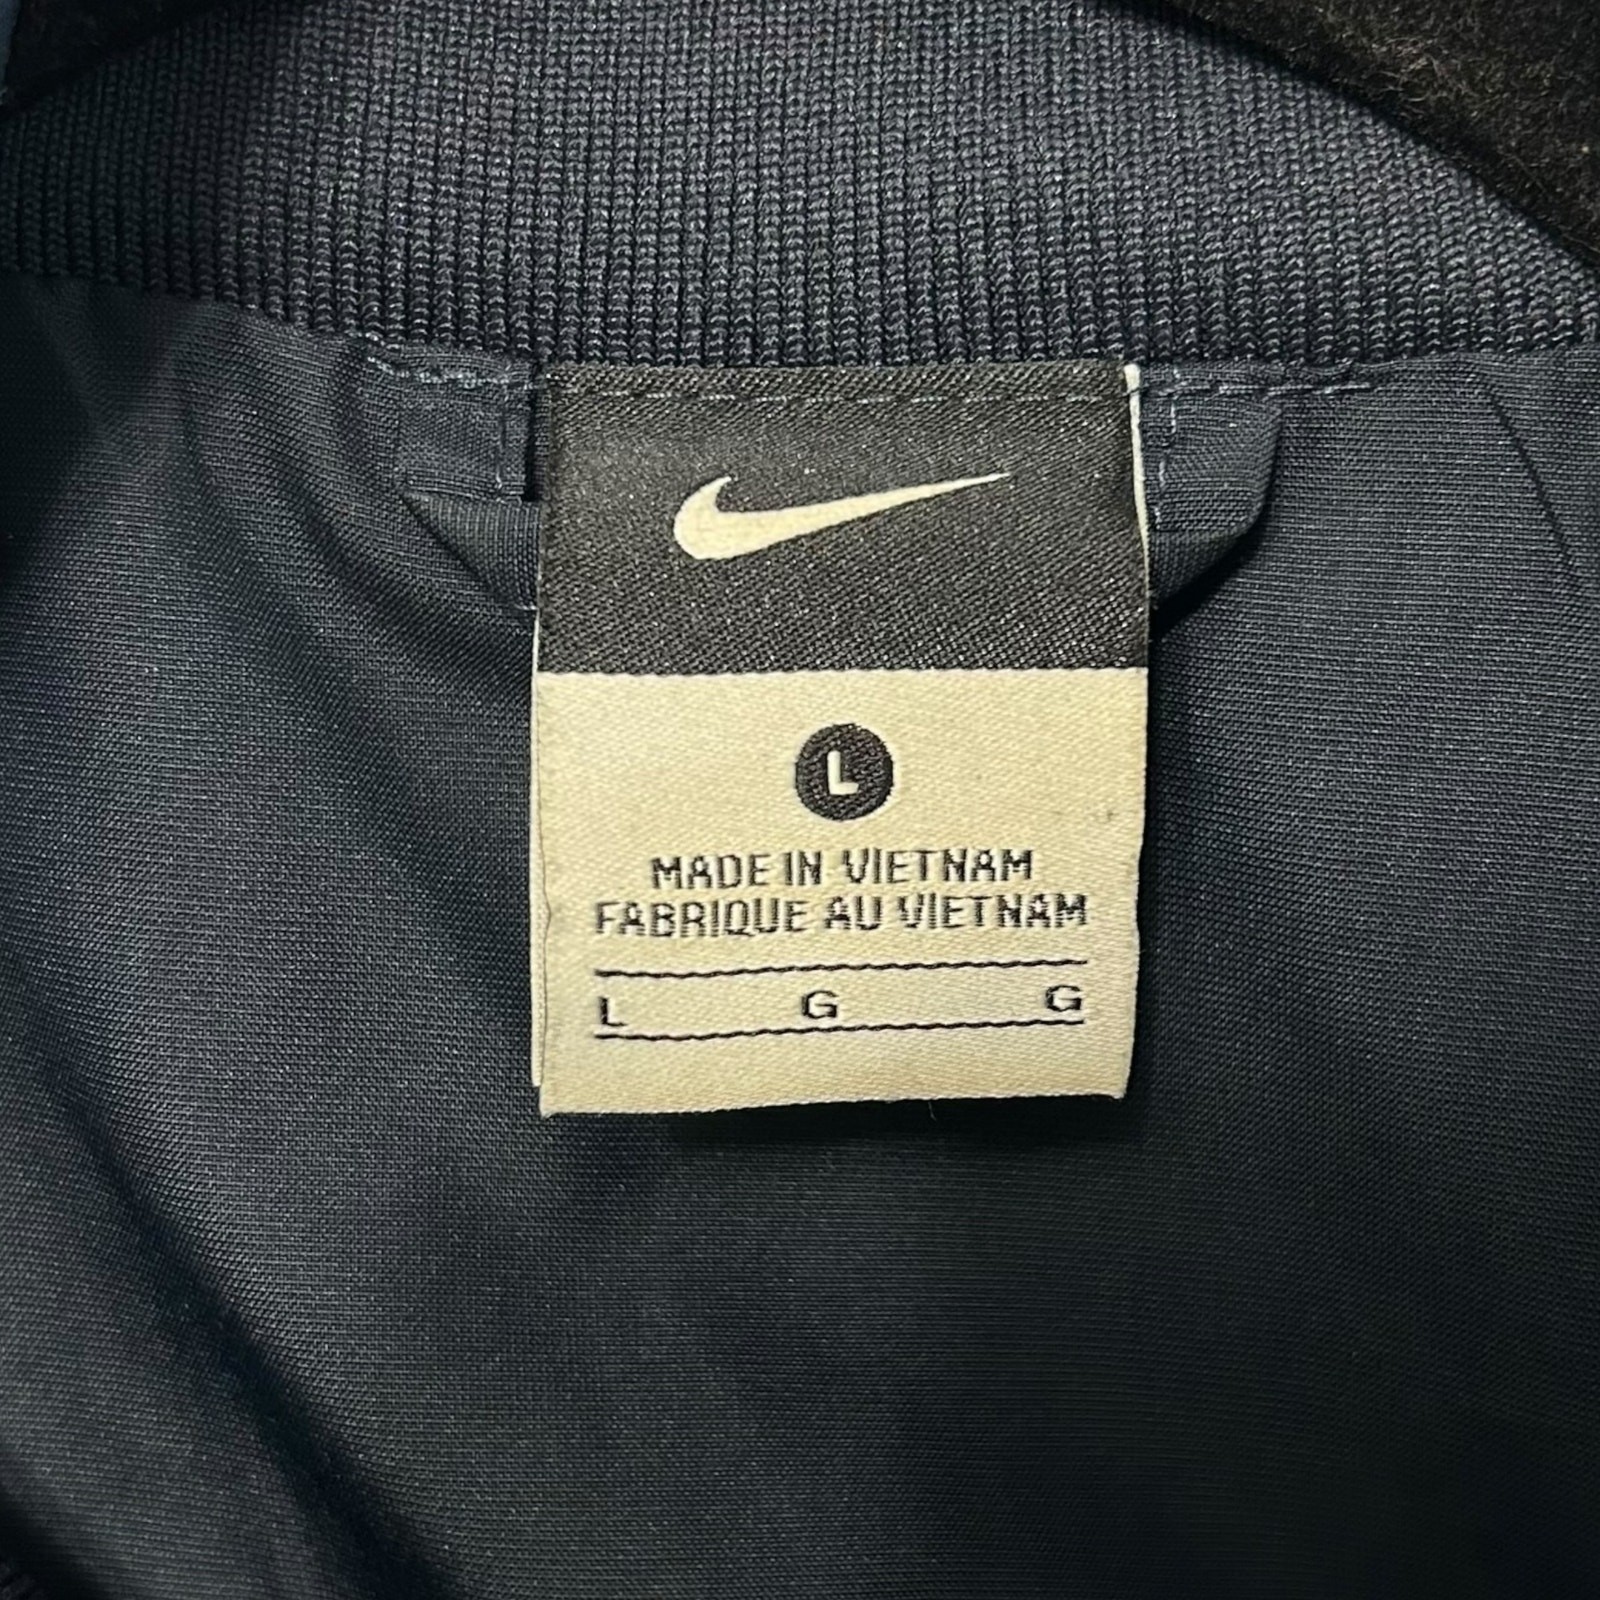 L
MADE IN VIETNAM
FABRIQUE AU VIETNAM
L G G